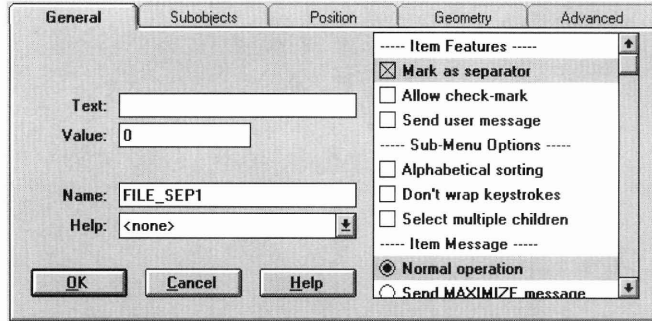 General Subobjects Position Geometry Advanced
Text:
Value: 0
Name: FILE_SEP1
Help: <none>
OK Cancel Help
----- Item Features -----
Mark as separator
Allow check-mark
Send user message
----- Sub-Menu Options -----
Alphabetical sorting
Don't wrap keystrokes
Select multiple children
----- Item Message -----
Normal operation
Send MAXIMIZE message